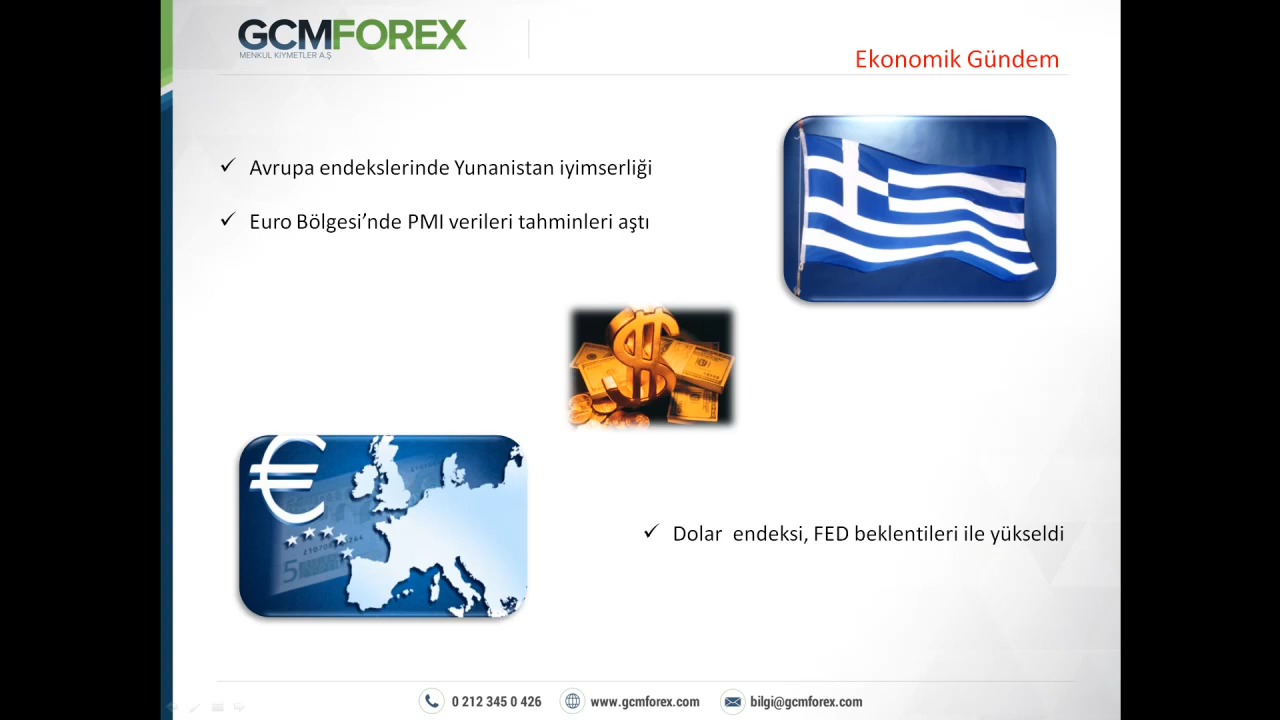 GCMFOREX
MENKUL KIYMETLER A.Ş
Ekonomik Gündem
✓ Avrupa endekslerinde Yunanistan iyimserliği
✓ Euro Bölgesi’nde PMI verileri tahminleri aştı
€
5
✓ Dolar endeksi, FED beklentileri ile yükseldi
0 212 345 0 426 www.gcmforex.com bilgi@gcmforex.com